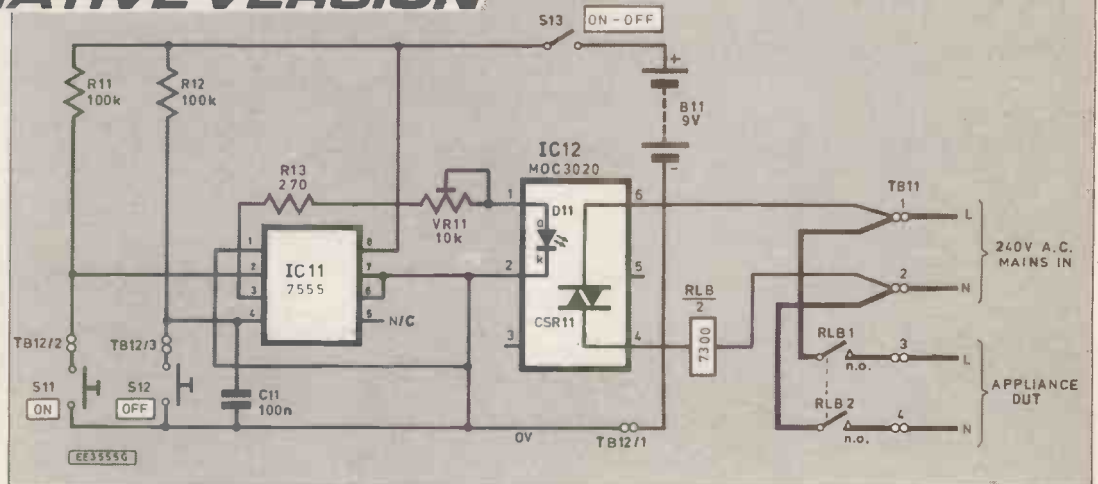 NATIVE VERSION
S13
ON-OFF
R11
100k
R12
100k
+
B11
9V
-
IC12
MOC3020
R13
270
VR11
10k
1
D11
a
k
6
TB11
1
L
240V A.C.
MAINS IN
2
N
1
2
3
4
IC11
7555
8
7
6
5
N/C
2
5
3
CSR11
4
RLB
2
7300
TB12/2
TB12/3
S11
ON
S12
OFF
C11
100n
RLB1
n.o.
3
L
APPLIANCE
OUT
RLB2
n.o.
4
N
0V
TB12/1
EE3555G